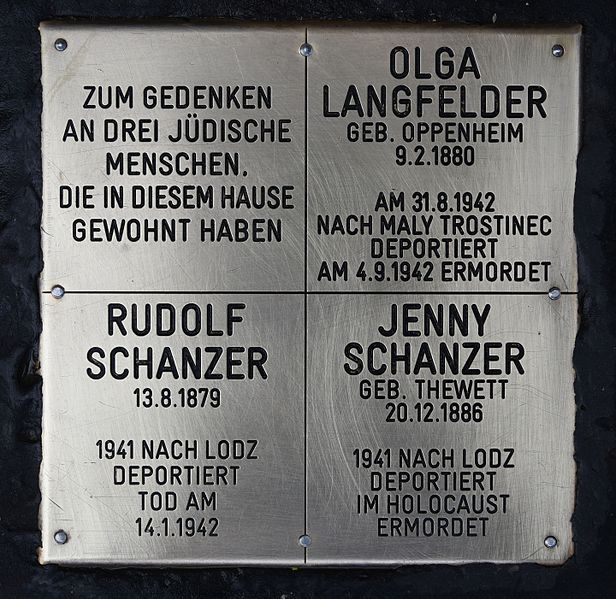 ZUM GEDENKEN
AN DREI JÜDISCHE
MENSCHEN,
DIE IN DIESEM HAUSE
GEWOHNT HABEN
OLGA
LANGFELDER
GEB. OPPENHEIM
9.2.1880
AM 31.8.1942
NACH MALY TROSTINEC
DEPORTIERT
AM 4.9.1942 ERMORDET
RUDOLF
SCHANZER
13.8.1879
1941 NACH LODZ
DEPORTIERT
TOD AM
14.1.1942
JENNY
SCHANZER
GEB. THEWETT
20.12.1886
1941 NACH LODZ
DEPORTIERT
IM HOLOCAUST
ERMORDET